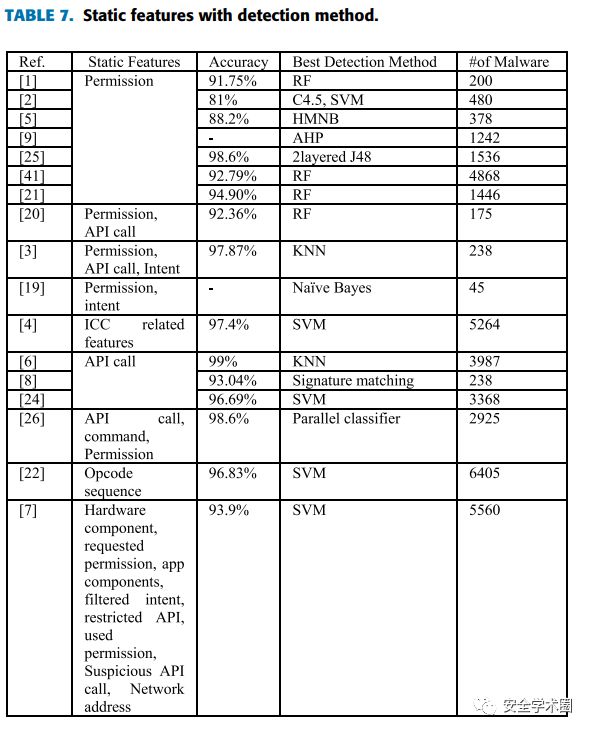 TABLE 7. Static features with detection method.
Ref. Static Features Accuracy Best Detection Method #of Malware
[1] Permission 91.75% RF 200
[2] 81% C4.5, SVM 480
[5] 88.2% HMNB 378
[9] - AHP 1242
[25] 98.6% 2layered J48 1536
[41] 92.79% RF 4868
[21] 94.90% RF 1446
[20] Permission, 92.36% RF 175
API call
[3] Permission, 97.87% KNN 238
API call, Intent
[19] Permission, - Naïve Bayes 45
intent
[4] ICC related 97.4% SVM 5264
features
[6] API call 99% KNN 3987
[8] 93.04% Signature matching 238
[24] 96.69% SVM 3368
[26] API call, 98.6% Parallel classifier 2925
command,
Permission
[22] Opcode 96.83% SVM 6405
sequence
[7] Hardware 93.9% SVM 5560
component,
requested
permission, app
components,
filtered intent,
restricted API,
used
permission,
Suspicious API
call, Network
address
安全学术圈